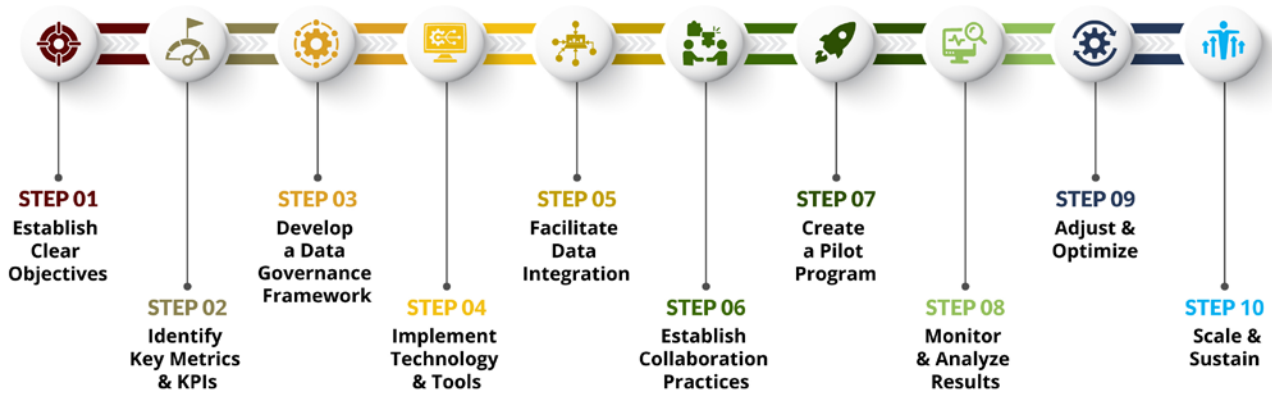 STEP 01
Establish
Clear
Objectives
STEP 02
Identify
Key Metrics
& KPIs
STEP 03
Develop
a Data
Governance
Framework
STEP 04
Implement
Technology
& Tools
STEP 05
Facilitate
Data
Integration
STEP 06
Establish
Collaboration
Practices
STEP 07
Create
a Pilot
Program
STEP 08
Monitor
& Analyze
Results
STEP 09
Adjust &
Optimize
STEP 10
Scale &
Sustain